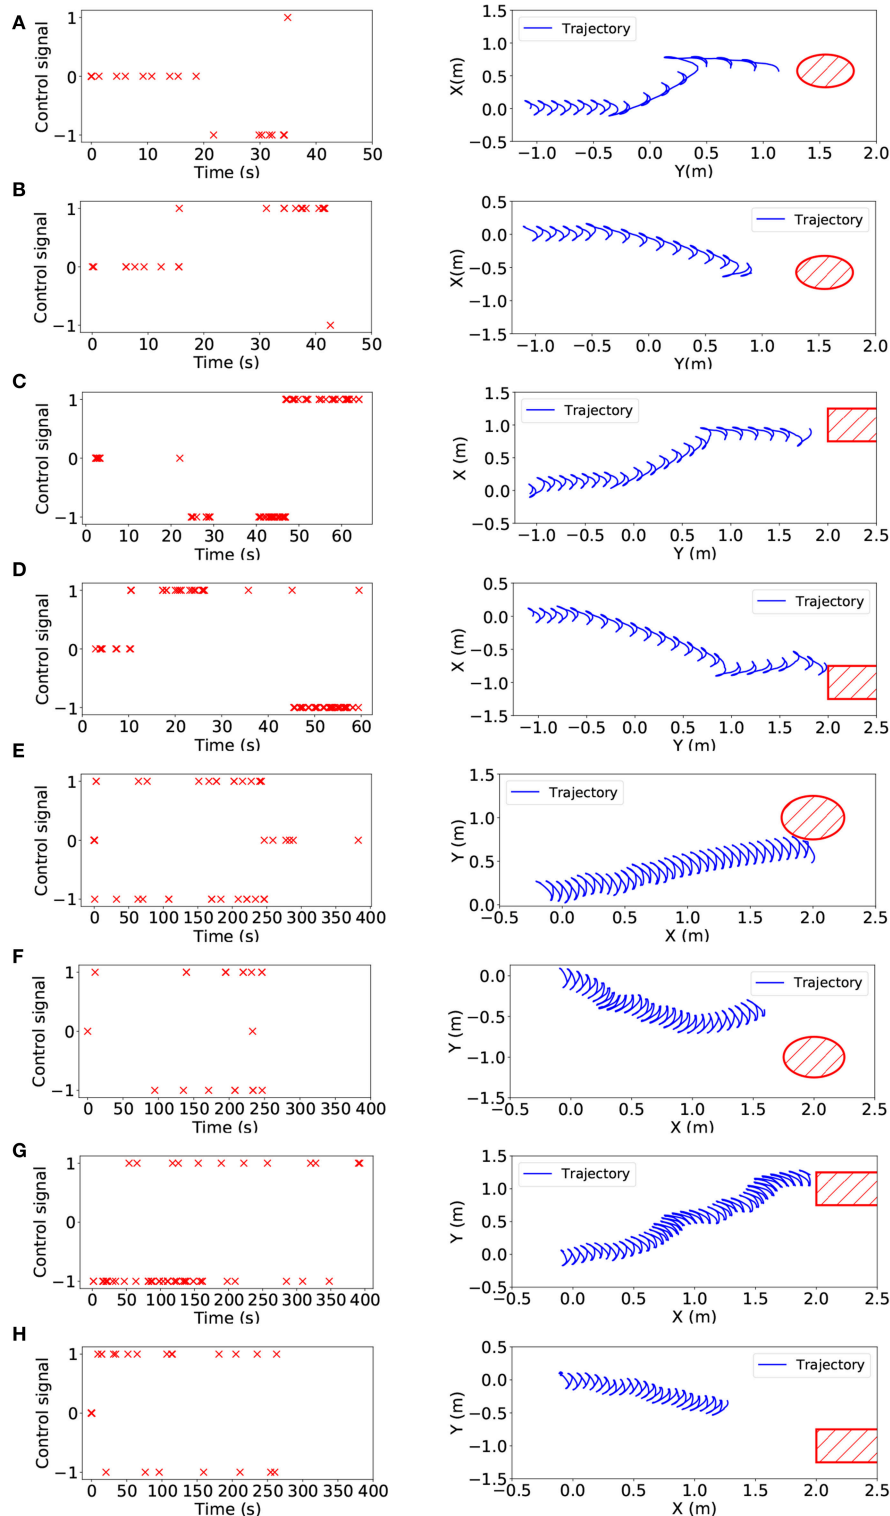 A
Control signal
1
0
−1
0 10 20 30 40 50
Time (s)
X(m)
1.5
1.0
0.5
0.0
−0.5
Trajectory
−1.0 −0.5 0.0 0.5 1.0 1.5 2.0
Y(m)
B
Control signal
1
0
−1
0 10 20 30 40 50
Time (s)
X(m)
0.5
0.0
−0.5
−1.0
−1.5
Trajectory
−1.0 −0.5 0.0 0.5 1.0 1.5 2.0
Y(m)
C
Control signal
1
0
−1
0 10 20 30 40 50 60
Time (s)
X (m)
1.5
1.0
0.5
0.0
−0.5
Trajectory
−1.0 −0.5 0.0 0.5 1.0 1.5 2.0 2.5
Y (m)
D
Control signal
1
0
−1
0 10 20 30 40 50 60
Time (s)
X (m)
0.5
0.0
−0.5
−1.0
−1.5
Trajectory
−1.0 −0.5 0.0 0.5 1.0 1.5 2.0 2.5
Y (m)
E
Control signal
1
0
−1
0 50 100 150 200 250 300 350 400
Time (s)
Y (m)
1.5
1.0
0.5
0.0
Trajectory
−0.5 0.0 0.5 1.0 1.5 2.0 2.5
X (m)
F
Control signal
1
0
−1
0 50 100 150 200 250 300 350 400
Time (s)
Y (m)
0.0
−0.5
−1.0
−1.5
Trajectory
−0.5 0.0 0.5 1.0 1.5 2.0 2.5
X (m)
G
Control signal
1
0
−1
0 50 100 150 200 250 300 350 400
Time (s)
Y (m)
1.5
1.0
0.5
0.0
−0.5
Trajectory
−0.5 0.0 0.5 1.0 1.5 2.0 2.5
X (m)
H
Control signal
1
0
−1
0 50 100 150 200 250 300 350 400
Time (s)
Y (m)
0.5
0.0
−0.5
−1.0
−1.5
Trajectory
−0.5 0.0 0.5 1.0 1.5 2.0 2.5
X (m)